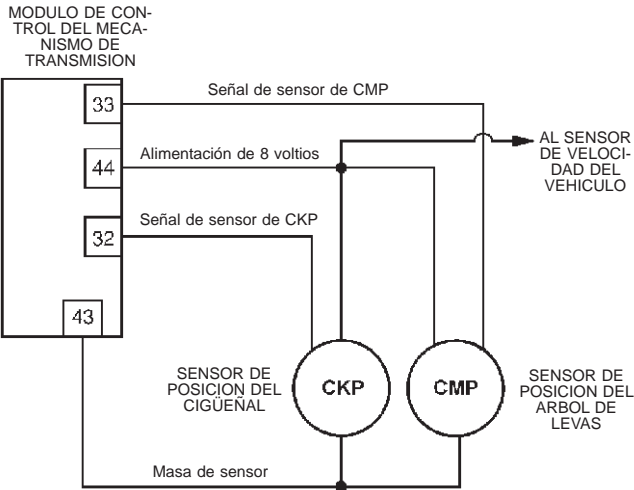 MODULO DE CON-
TROL DEL MECA-
NISMO DE
TRANSMISION
33
Señal de sensor de CMP
AL SENSOR
DE VELOCI-
DAD DEL
VEHICULO
44
Alimentación de 8 voltios
32
Señal de sensor de CKP
43
SENSOR DE
POSICION DEL
CIGÜEÑAL
CKP
CMP
SENSOR DE
POSICION DEL
ARBOL DE
LEVAS
Masa de sensor